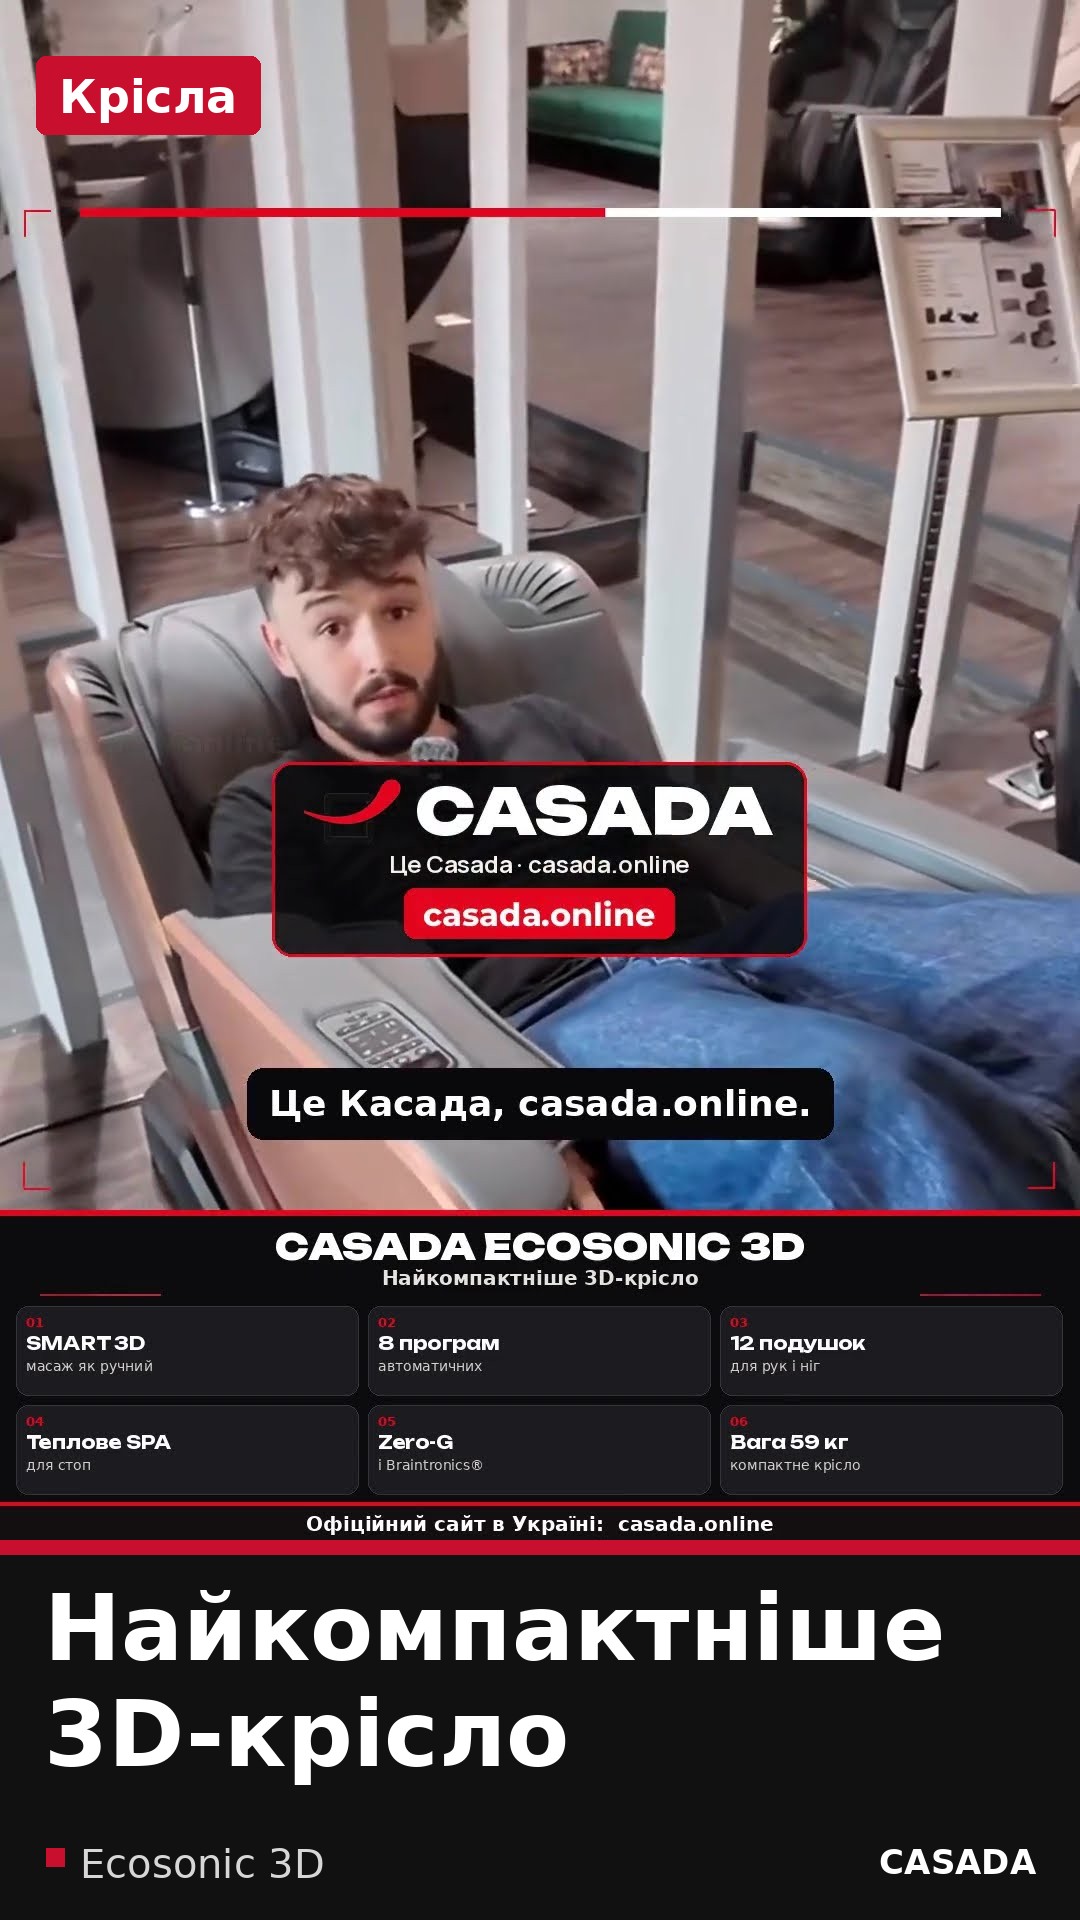 Крісла
CASADA
Це Casada · casada.online
casada.online
Це Касада, casada.online.
CASADA ECOSONIC 3D
Найкомпактніше 3D-крісло
01
SMART 3D
масаж як ручний
02
8 програм
автоматичних
03
12 подушок
для рук і ніг
04
Теплове SPA
для стоп
05
Zero-G
і Braintronics®
06
Вага 59 кг
компактне крісло
Офіційний сайт в Україні: casada.online
Найкомпактніше
3D-крісло
Ecosonic 3D
CASADA